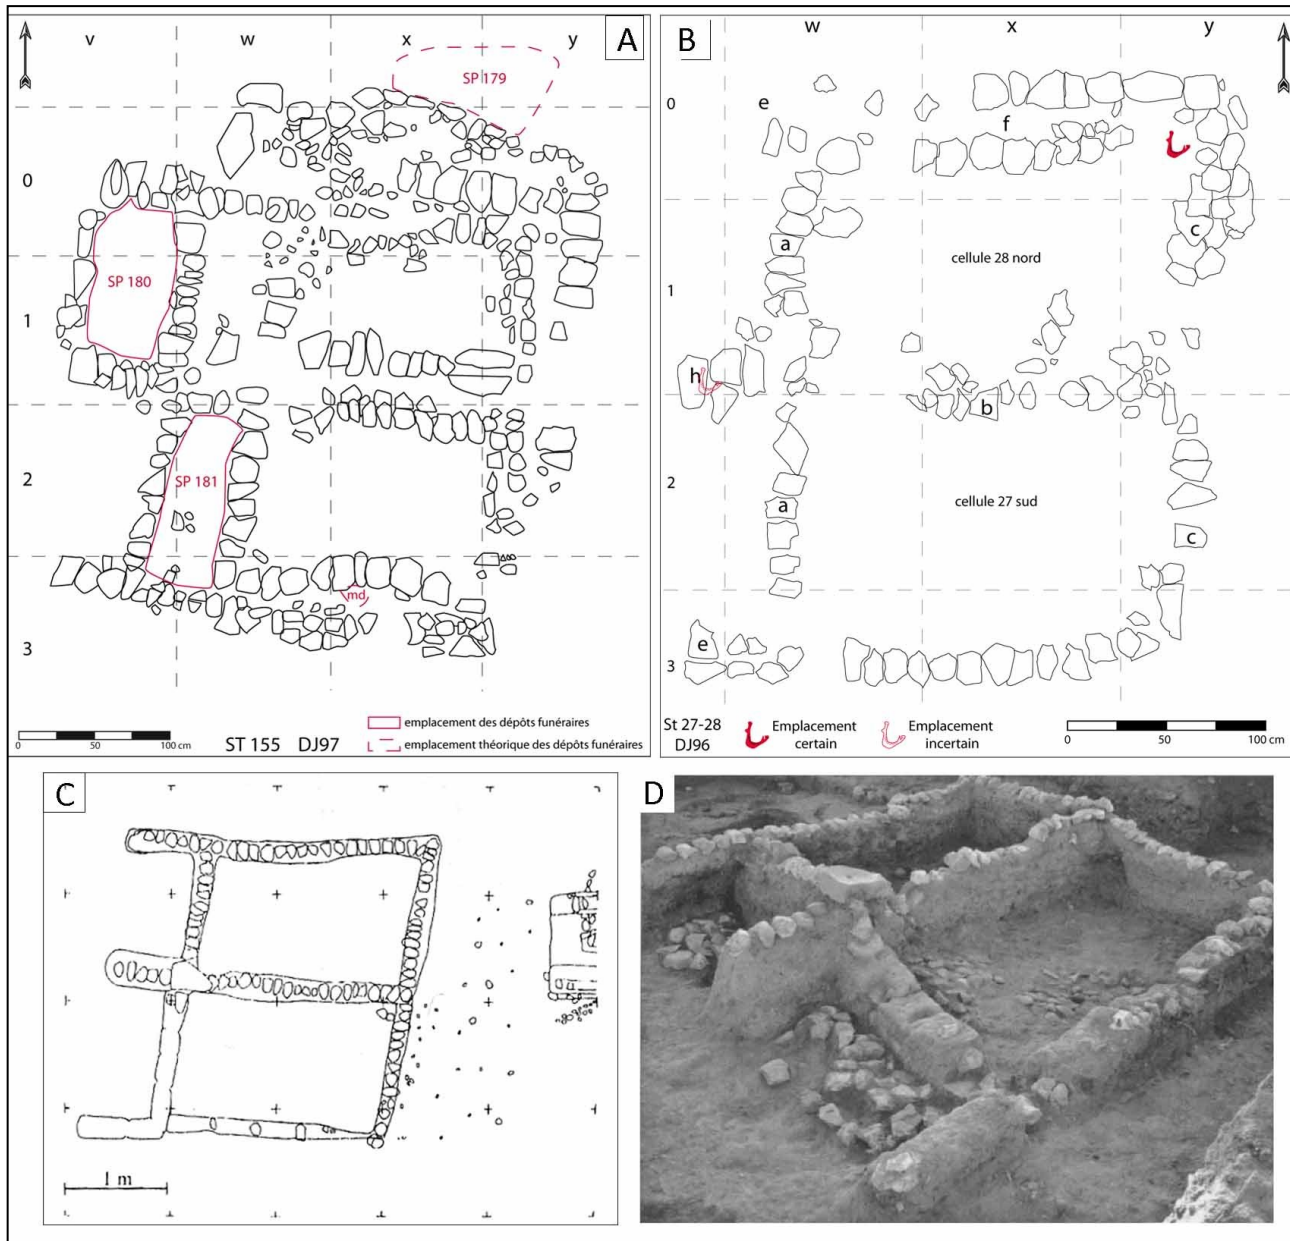 A
v w x y
SP 179
0
SP 180
1
SP 181
2
md
3
0 50 100 cm
ST 155 DJ97
emplacement des dépôts funéraires
emplacement théorique des dépôts funéraires
B
w x y
0
e
f
c
a
cellule 28 nord
1
h
b
2
cellule 27 sud
a
c
e
3
St 27-28
DJ96
Emplacement
certain
Emplacement
incertain
0 50 100 cm
C
1 m
D